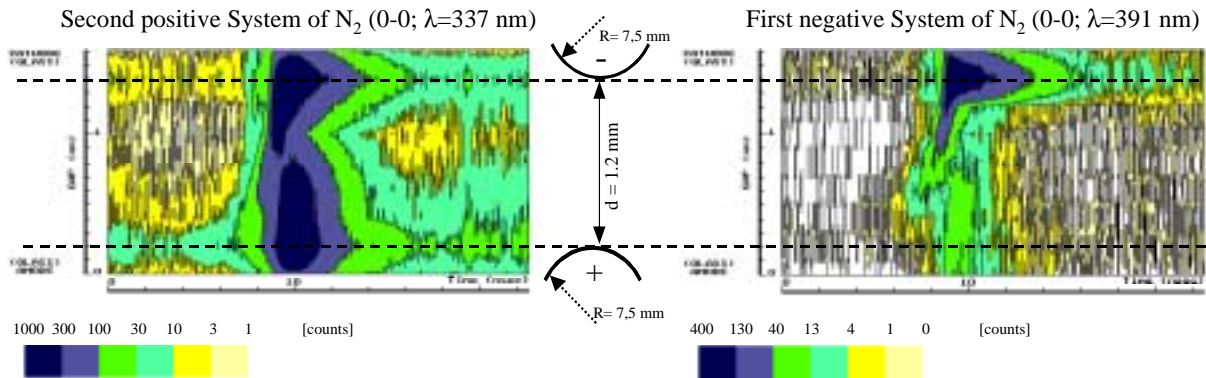 Second positive System of N₂ (0-0; λ=337 nm)
First negative System of N₂ (0-0; λ=391 nm)
R= 7,5 mm
-
d = 1.2 mm
+
R= 7,5 mm
0
10
0
10
1000 300 100 30 10 3 1 [counts]
400 130 40 13 4 1 0 [counts]